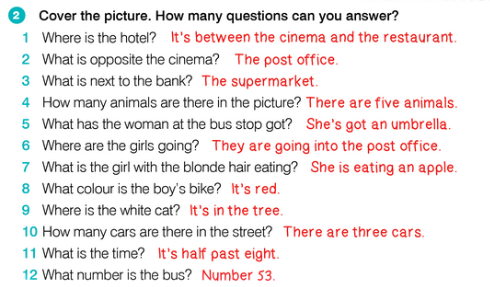 2 Cover the picture. How many questions can you answer?
1 Where is the hotel? It's between the cinema and the restaurant.
2 What is opposite the cinema? The post office.
3 What is next to the bank? The supermarket.
4 How many animals are there in the picture? There are five animals.
5 What has the woman at the bus stop got? She's got an umbrella.
6 Where are the girls going? They are going into the post office.
7 What is the girl with the blonde hair eating? She is eating an apple.
8 What colour is the boy's bike? It's red.
9 Where is the white cat? It's in the tree.
10 How many cars are there in the street? There are three cars.
11 What is the time? It's half past eight.
12 What number is the bus? Number 53.